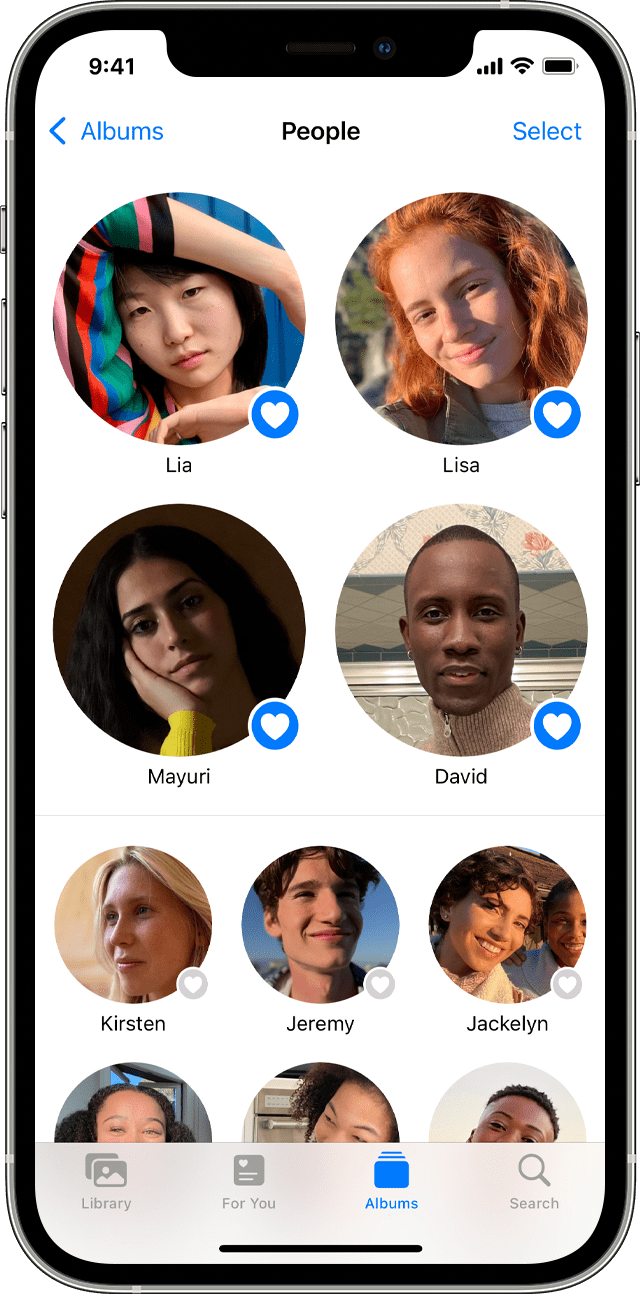 9:41
Albums People Select
Lia Lisa
Mayuri David
Kirsten Jeremy Jackelyn
Library For You Albums Search